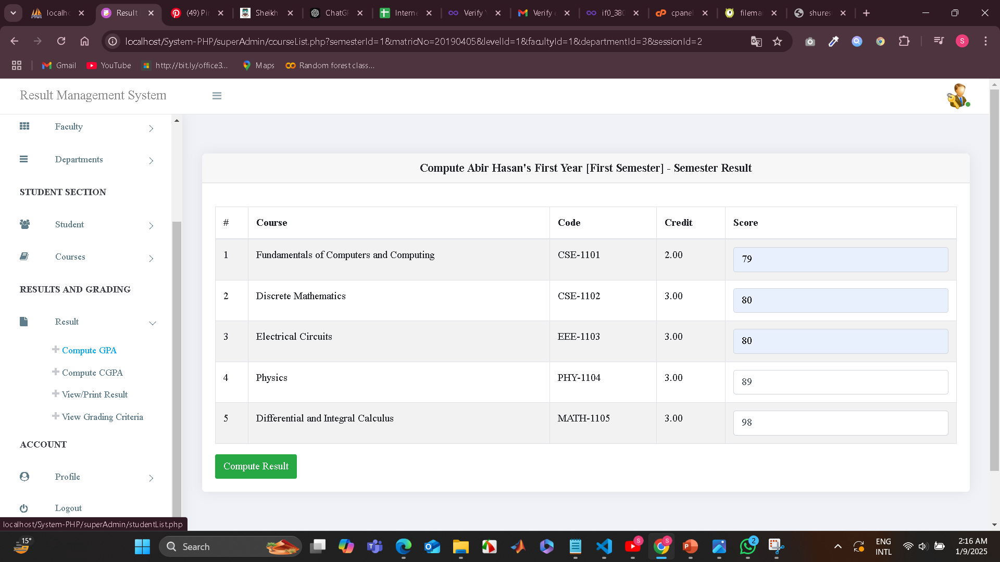 localho
Result
(49) Pi
Sheikh
ChatG
Intern
Verify
Verify e
if0_380
cpanel
filema
shures
localhost/System-PHP/superAdmin/courseList.php?semesterId=1&matricNo=20190405&levelId=1&facultyId=1&departmentId=3&sessionId=2
S
Gmail
YouTube
http://bit.ly/office3...
Maps
Random forest class...
Result Management System
Faculty
Departments
STUDENT SECTION
Student
Courses
RESULTS AND GRADING
Result
Compute GPA
Compute CGPA
View/Print Result
View Grading Criteria
ACCOUNT
Profile
Logout
Compute Abir Hasan's First Year [First Semester] - Semester Result
# Course Code Credit Score
1 Fundamentals of Computers and Computing CSE-1101 2.00 79
2 Discrete Mathematics CSE-1102 3.00 80
3 Electrical Circuits EEE-1103 3.00 80
4 Physics PHY-1104 3.00 89
5 Differential and Integral Calculus MATH-1105 3.00 98
Compute Result
localhost/System-PHP/superAdmin/studentList.php
15°
Search
S
S
2
ENG
INTL
2:16 AM
1/9/2025